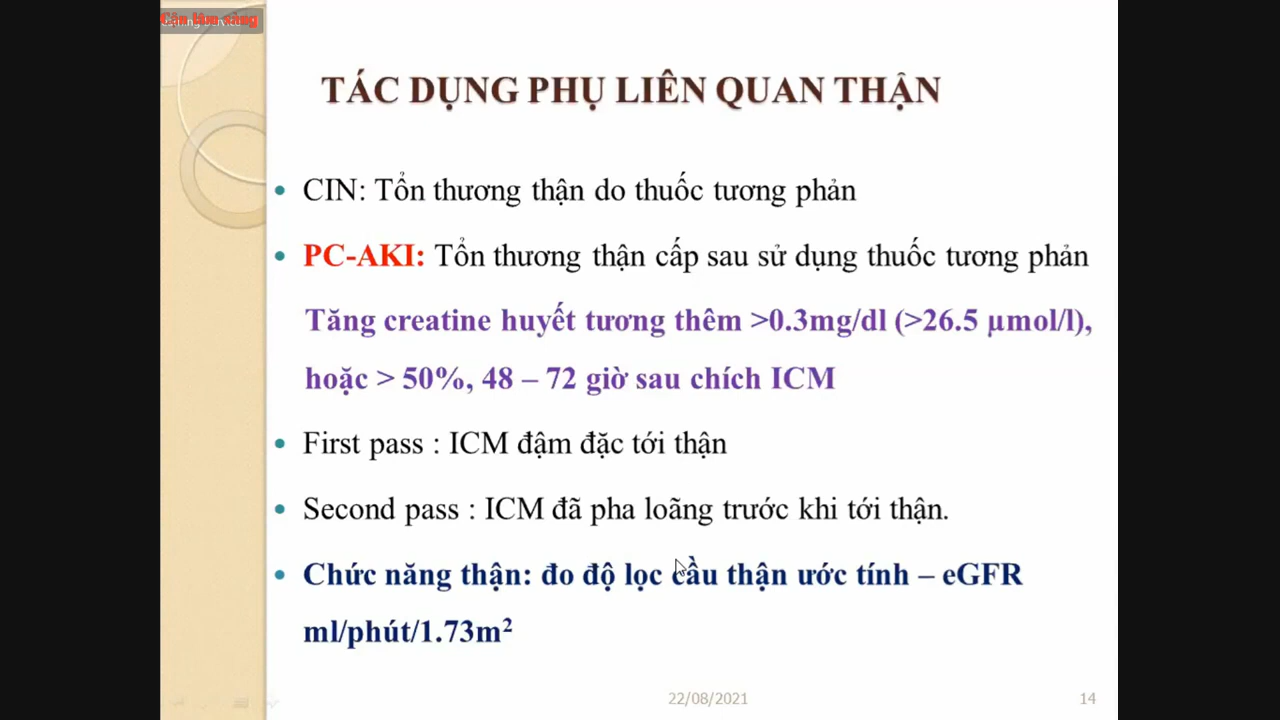 Cận lâm sàng
TÁC DỤNG PHỤ LIÊN QUAN THẬN
• CIN: Tổn thương thận do thuốc tương phản
• PC-AKI: Tổn thương thận cấp sau sử dụng thuốc tương phản
Tăng creatine huyết tương thêm >0.3mg/dl (>26.5 µmol/l),
hoặc > 50%, 48 – 72 giờ sau chích ICM
• First pass : ICM đậm đặc tới thận
• Second pass : ICM đã pha loãng trước khi tới thận.
• Chức năng thận: đo độ lọc cầu thận ước tính – eGFR
ml/phút/1.73m²
22/08/2021
14